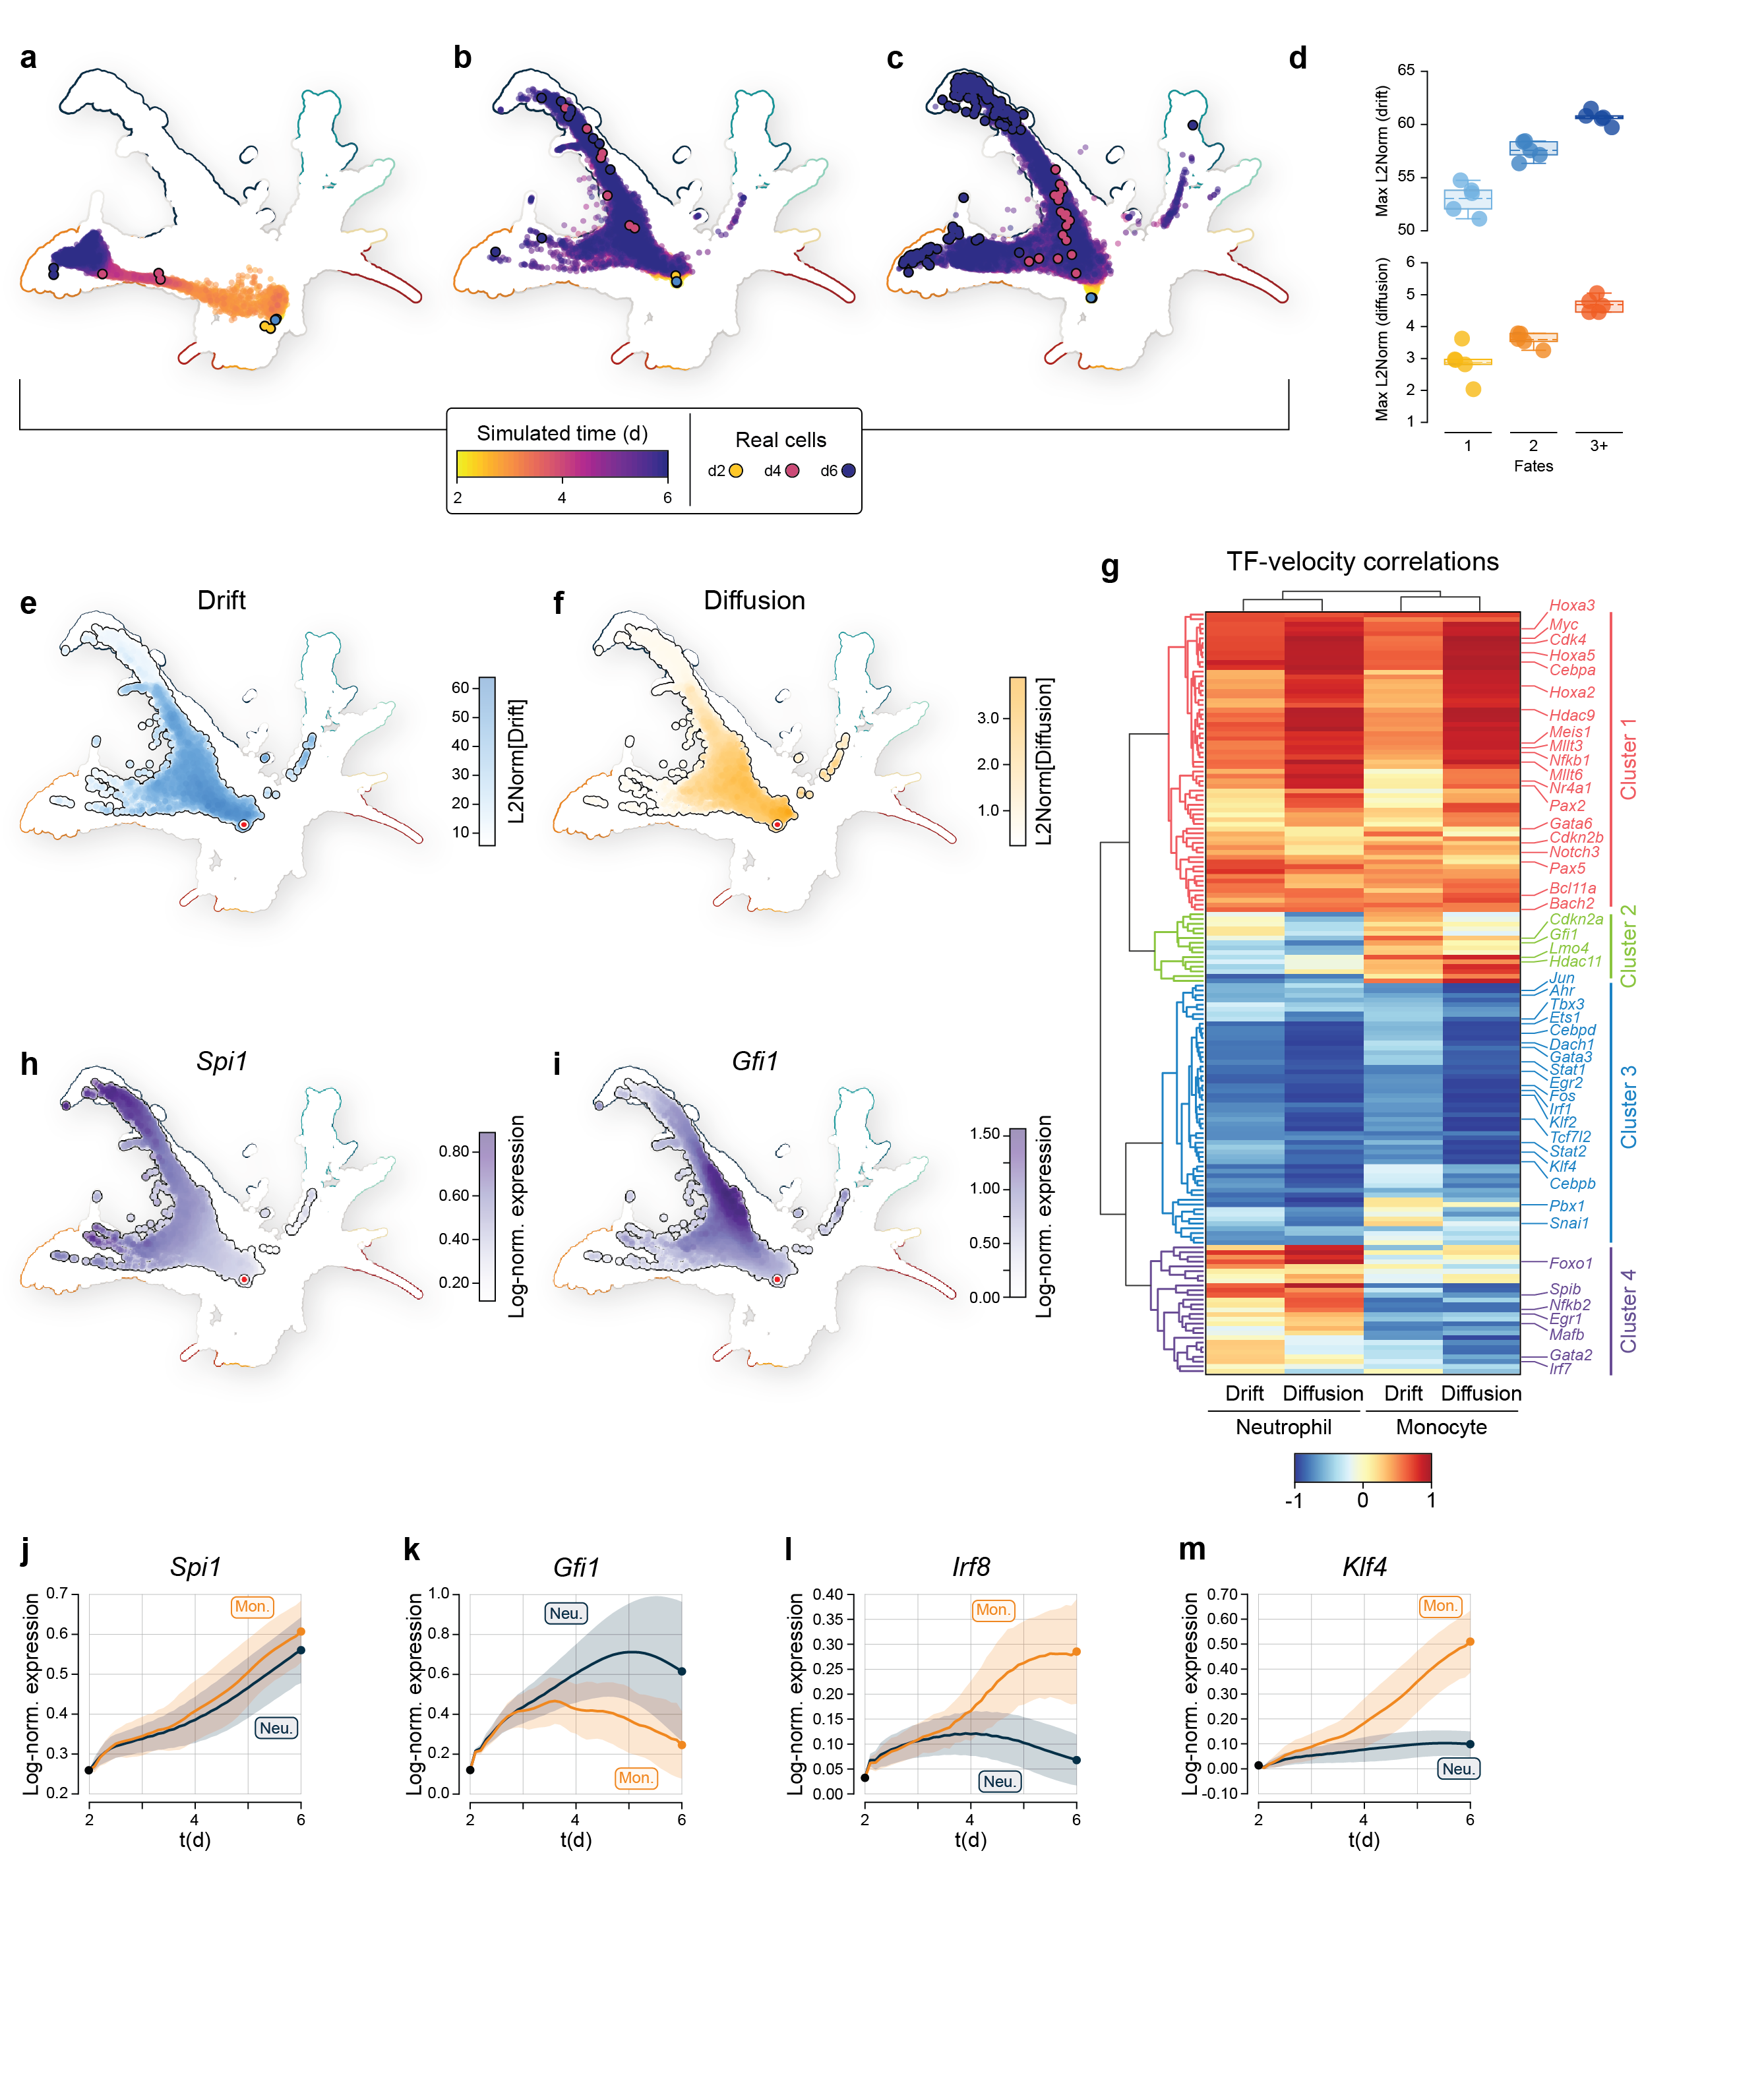 a
b
c
d
Max L2Norm (drift)
65
60
55
50
Max L2Norm (diffusion)
6
5
4
3
2
1
1
2
3+
Fates
Simulated time (d)
2
4
6
Real cells
d2
d4
d6
e
Drift
60
50
40
30
20
10
L2Norm[Drift]
f
Diffusion
3.0
2.0
1.0
L2Norm[Diffusion]
g
TF-velocity correlations
Hoxa3
Myc
Cdk4
Hoxa5
Cebpa
Hoxa2
Hdac9
Meis1
Mllt3
Nfkb1
Mllt6
Nr4a1
Pax2
Gata6
Cdkn2b
Notch3
Pax5
Bcl11a
Bach2
Cluster 1
Cdkn2a
Gfi1
Lmo4
Hdac11
Cluster 2
Jun
Ahr
Tbx3
Ets1
Cebpd
Dach1
Gata3
Stat1
Egr2
Fos
Irf1
Klf2
Tcf7l2
Stat2
Klf4
Cebpb
Pbx1
Snai1
Cluster 3
Foxo1
Spib
Nfkb2
Egr1
Mafb
Gata2
Irf7
Cluster 4
Drift
Diffusion
Drift
Diffusion
Neutrophil
Monocyte
-1
0
1
h
Spi1
0.80
0.60
0.40
0.20
Log-norm. expression
i
Gfi1
1.50
1.00
0.50
0.00
Log-norm. expression
j
Spi1
Log-norm. expression
0.7
0.6
0.5
0.4
0.3
0.2
Mon.
Neu.
2
4
6
t(d)
k
Gfi1
Log-norm. expression
1.0
0.8
0.6
0.4
0.2
0.0
Neu.
Mon.
2
4
6
t(d)
l
Irf8
Log-norm. expression
0.40
0.35
0.30
0.25
0.20
0.15
0.10
0.05
0.00
Mon.
Neu.
2
4
6
t(d)
m
Klf4
Log-norm. expression
0.70
0.60
0.50
0.40
0.30
0.20
0.10
0.00
-0.10
Mon.
Neu.
2
4
6
t(d)